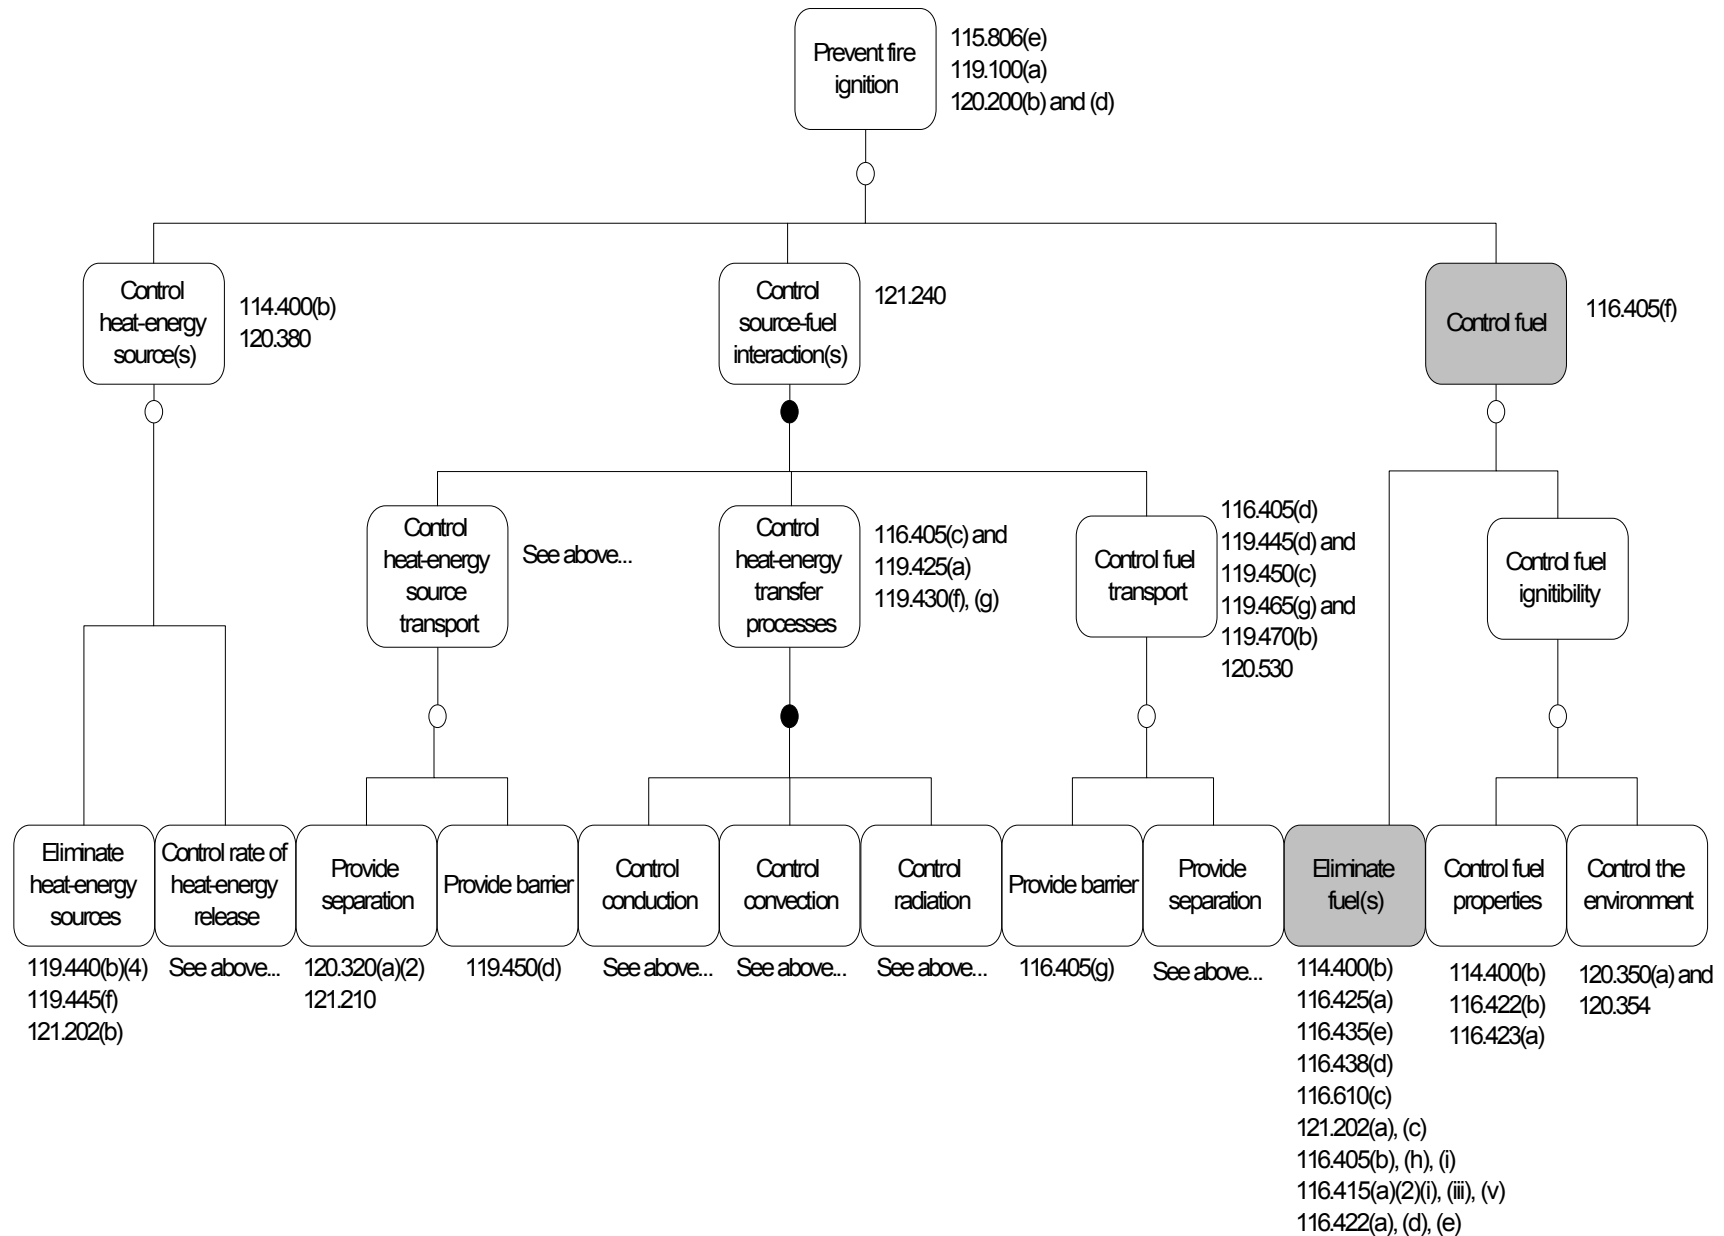 Prevent fire
ignition
115.806(e)
119.100(a)
120.200(b) and (d)
Control
heat-energy
source(s)
114.400(b)
120.380
Control
source-fuel
interaction(s)
121.240
Control fuel
116.405(f)
Control
heat-energy
source
transport
See above...
Control
heat-energy
transfer
processes
116.405(c) and
119.425(a)
119.430(f), (g)
Control fuel
transport
116.405(d)
119.445(d) and
119.450(c)
119.465(g) and
119.470(b)
120.530
Control fuel
ignitibility
Eliminate
heat-energy
sources
119.440(b)(4)
119.445(f)
121.202(b)
Control rate of
heat-energy
release
See above...
Provide
separation
120.320(a)(2)
121.210
Provide barrier
119.450(d)
Control
conduction
See above...
Control
convection
See above...
Control
radiation
See above...
Provide barrier
116.405(g)
Provide
separation
See above...
Eliminate
fuel(s)
114.400(b)
116.425(a)
116.435(e)
116.438(d)
116.610(c)
121.202(a), (c)
116.405(b), (h), (i)
116.415(a)(2)(i), (iii), (v)
116.422(a), (d), (e)
Control fuel
properties
114.400(b)
116.422(b)
116.423(a)
Control the
environment
120.350(a) and
120.354